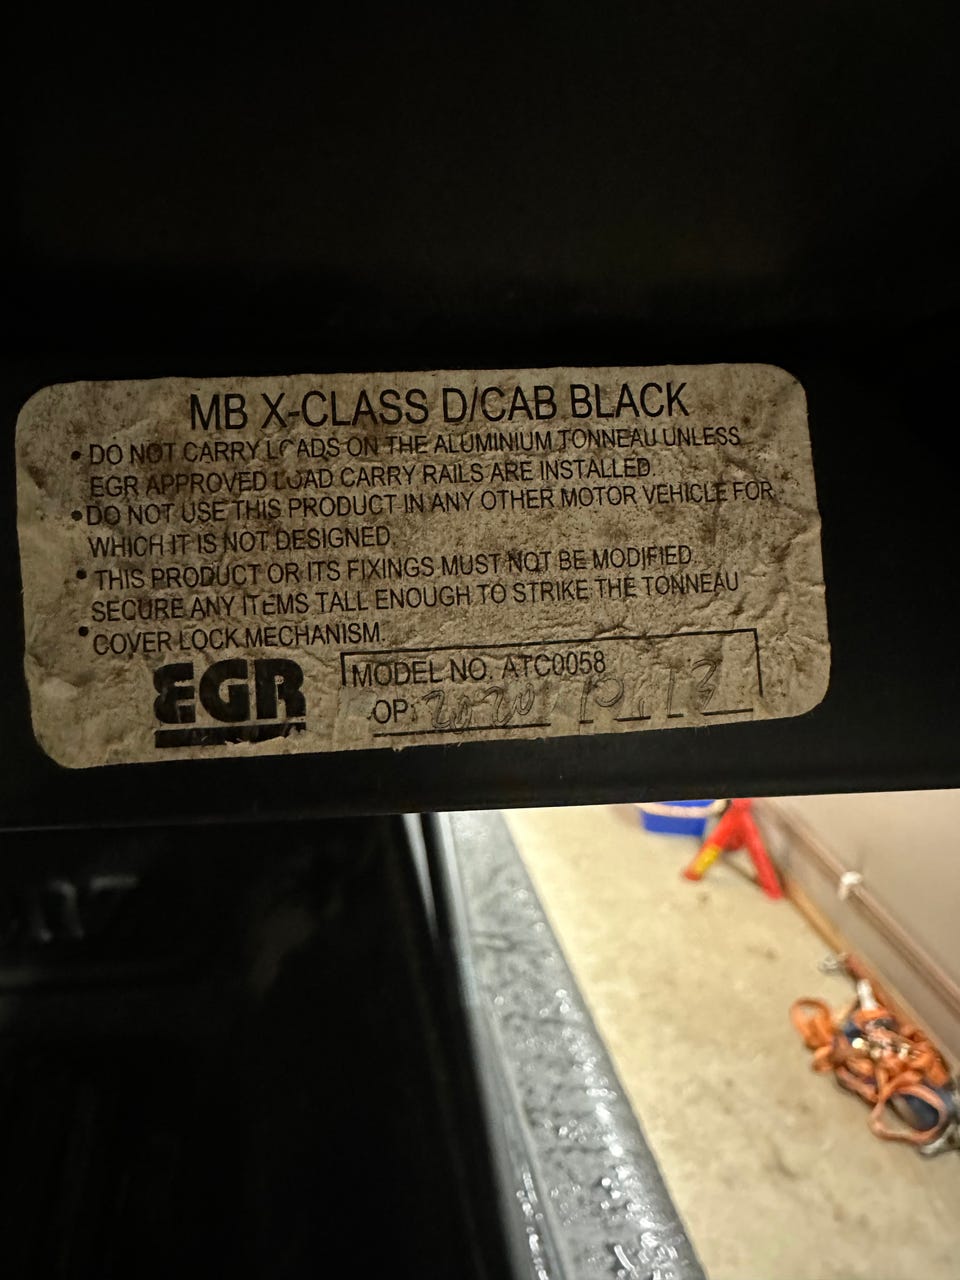 MB X-CLASS D/CAB BLACK
• DO NOT CARRY LOADS ON THE ALUMINIUM TONNEAU UNLESS
EGR APPROVED LOAD CARRY RAILS ARE INSTALLED.
• DO NOT USE THIS PRODUCT IN ANY OTHER MOTOR VEHICLE FOR
WHICH IT IS NOT DESIGNED.
• THIS PRODUCT OR ITS FIXINGS MUST NOT BE MODIFIED.
SECURE ANY ITEMS TALL ENOUGH TO STRIKE THE TONNEAU
• COVER LOCK MECHANISM.
EGR
MODEL NO. ATC0058
OP: 2020